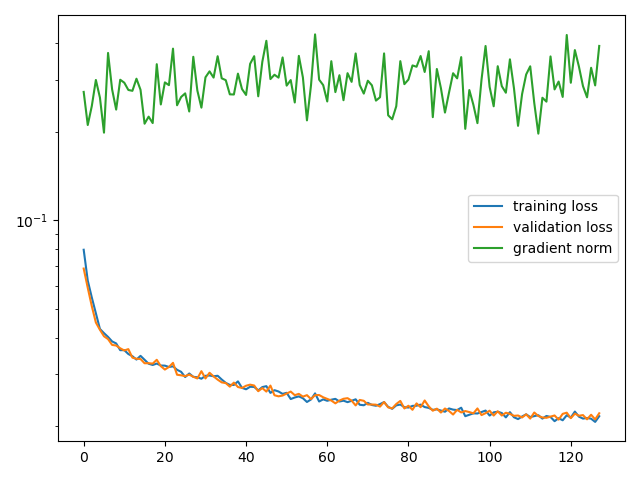 10⁻¹
training loss
validation loss
gradient norm
0 20 40 60 80 100 120